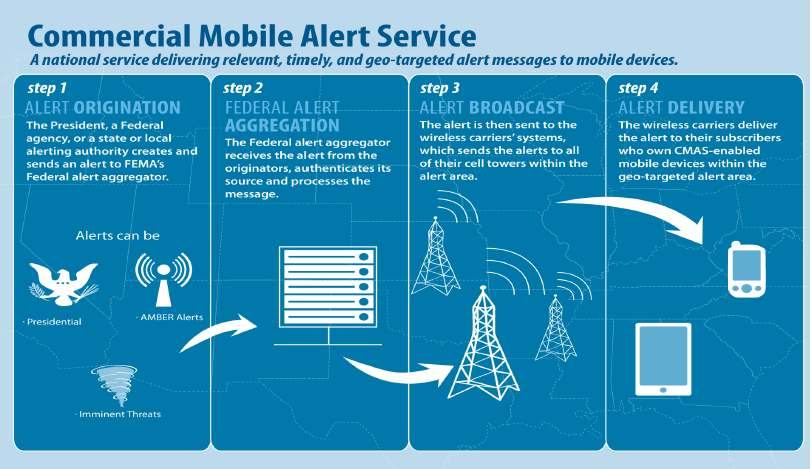 Commercial Mobile Alert Service
A national service delivering relevant, timely, and geo-targeted alert messages to mobile devices.
step 1
ALERT ORIGINATION
The President, a Federal
agency, or a state or local
alerting authority creates and
sends an alert to FEMA's
Federal alert aggregator.
Alerts can be
· Presidential
· AMBER Alerts
· Imminent Threats
step 2
FEDERAL ALERT
AGGREGATION
The Federal alert aggregator
receives the alert from the
originators, authenticates its
source and processes the
message.
step 3
ALERT BROADCAST
The alert is then sent to the
wireless carriers' systems,
which sends the alerts to all
of their cell towers within the
alert area.
step 4
ALERT DELIVERY
The wireless carriers deliver
the alert to their subscribers
who own CMAS-enabled
mobile devices within the
geo-targeted alert area.